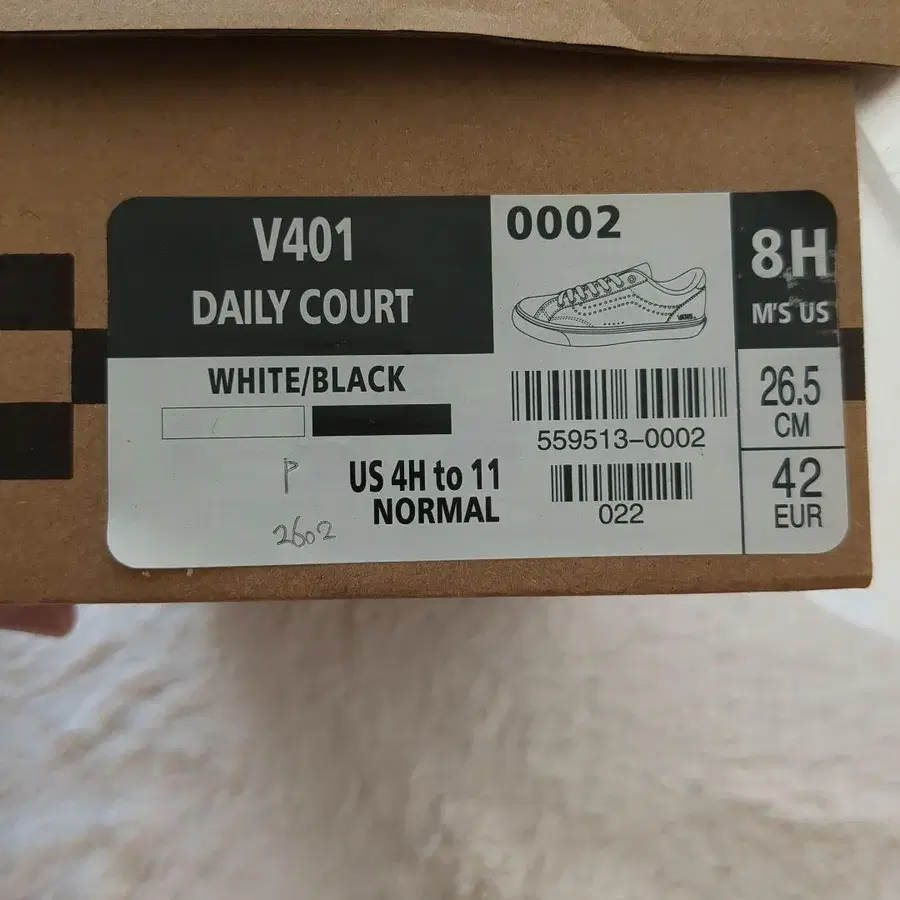 V401
DAILY COURT
WHITE/BLACK
P
2602
US 4H to 11
NORMAL
0002
VANS
559513-0002
022
8H
M'S US
26.5
CM
42
EUR